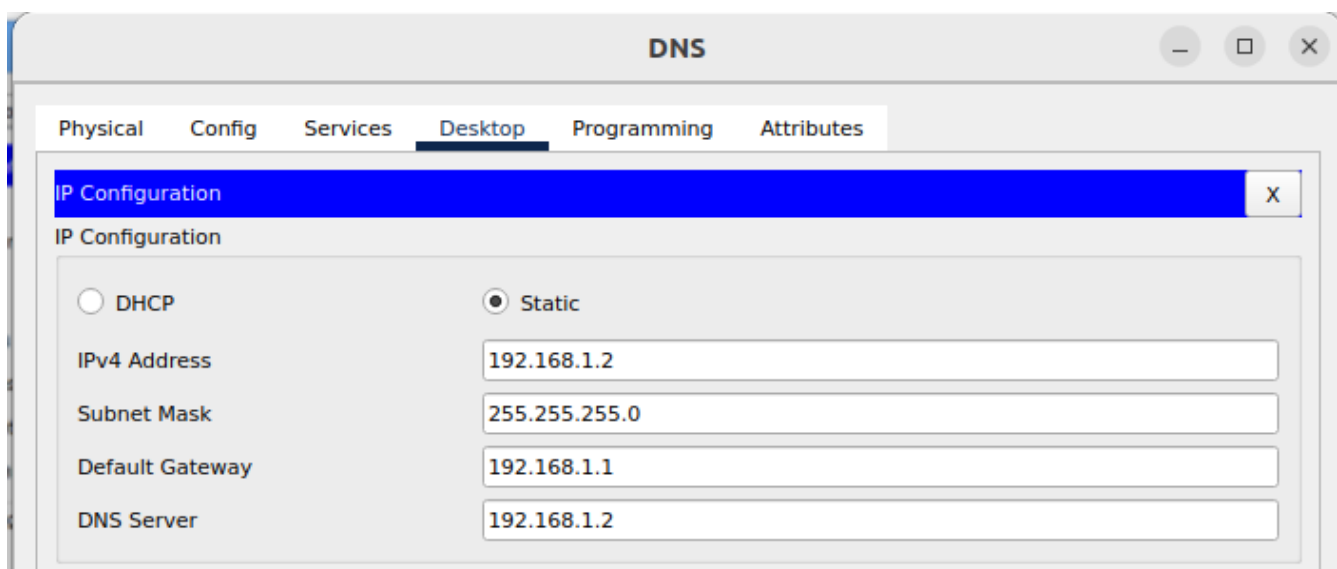 DNS
Physical Config Services Desktop Programming Attributes
IP Configuration X
IP Configuration
DHCP Static
IPv4 Address 192.168.1.2
Subnet Mask 255.255.255.0
Default Gateway 192.168.1.1
DNS Server 192.168.1.2